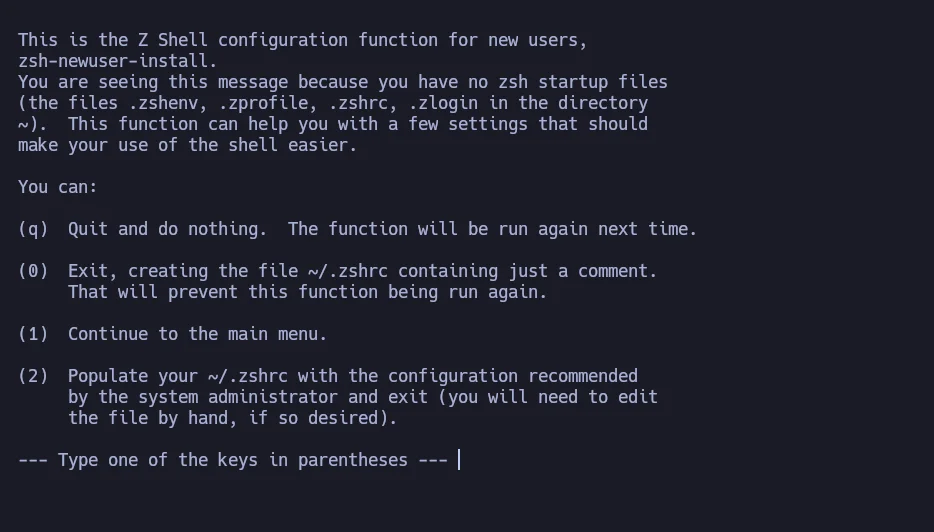 This is the Z Shell configuration function for new users,
zsh-newuser-install.
You are seeing this message because you have no zsh startup files
(the files .zshenv, .zprofile, .zshrc, .zlogin in the directory
~).  This function can help you with a few settings that should
make your use of the shell easier.

You can:

(q)  Quit and do nothing.  The function will be run again next time.

(0)  Exit, creating the file ~/.zshrc containing just a comment.
     That will prevent this function being run again.

(1)  Continue to the main menu.

(2)  Populate your ~/.zshrc with the configuration recommended
     by the system administrator and exit (you will need to edit
     the file by hand, if so desired).

--- Type one of the keys in parentheses ---